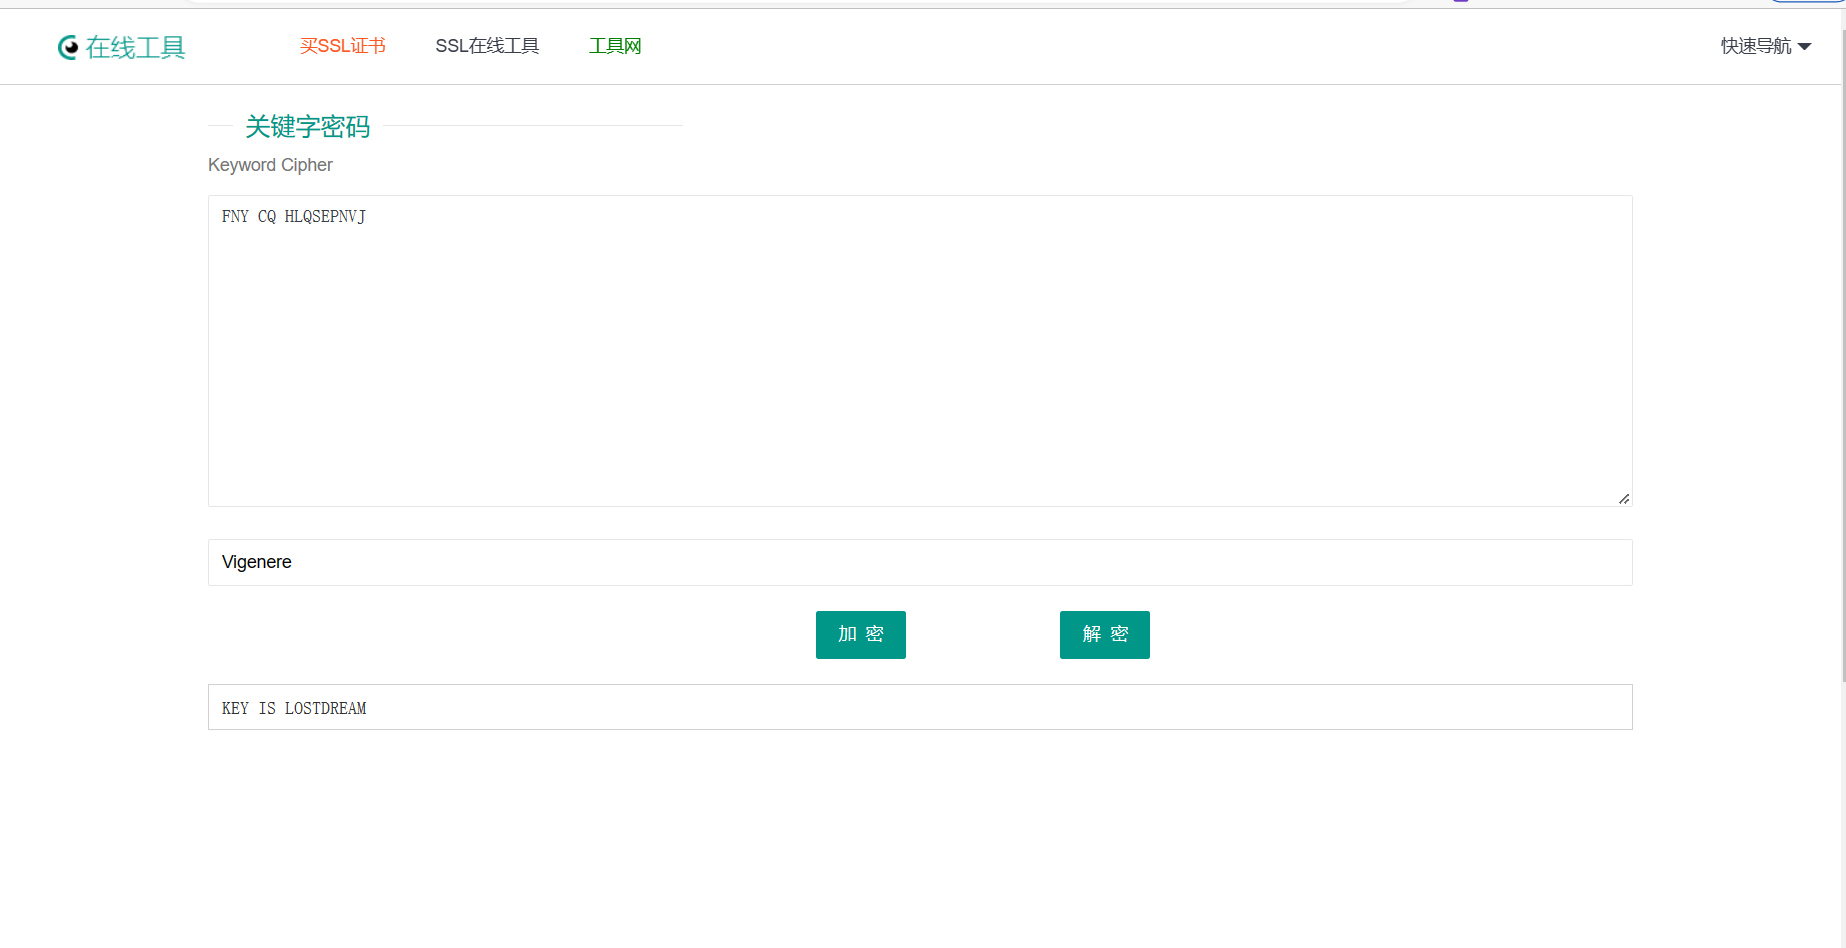 在线工具 买SSL证书 SSL在线工具 工具网 快速导航
关键字密码
Keyword Cipher
FNY CQ HLQSEPNVJ
Vigenere
加 密 解 密
KEY IS LOSTDREAM